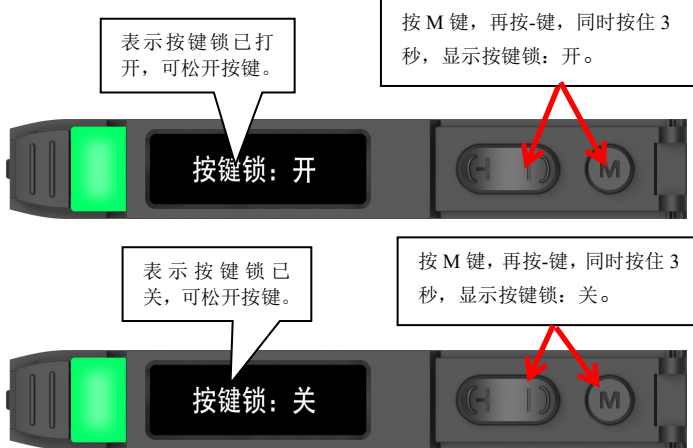 表示按键锁已打
开，可松开按键。
按 M 键，再按-键，同时按住 3
秒，显示按键锁：开。
按键锁：开
M
表示按键锁已
关，可松开按键。
按 M 键，再按-键，同时按住 3
秒，显示按键锁：关。
按键锁：关
M